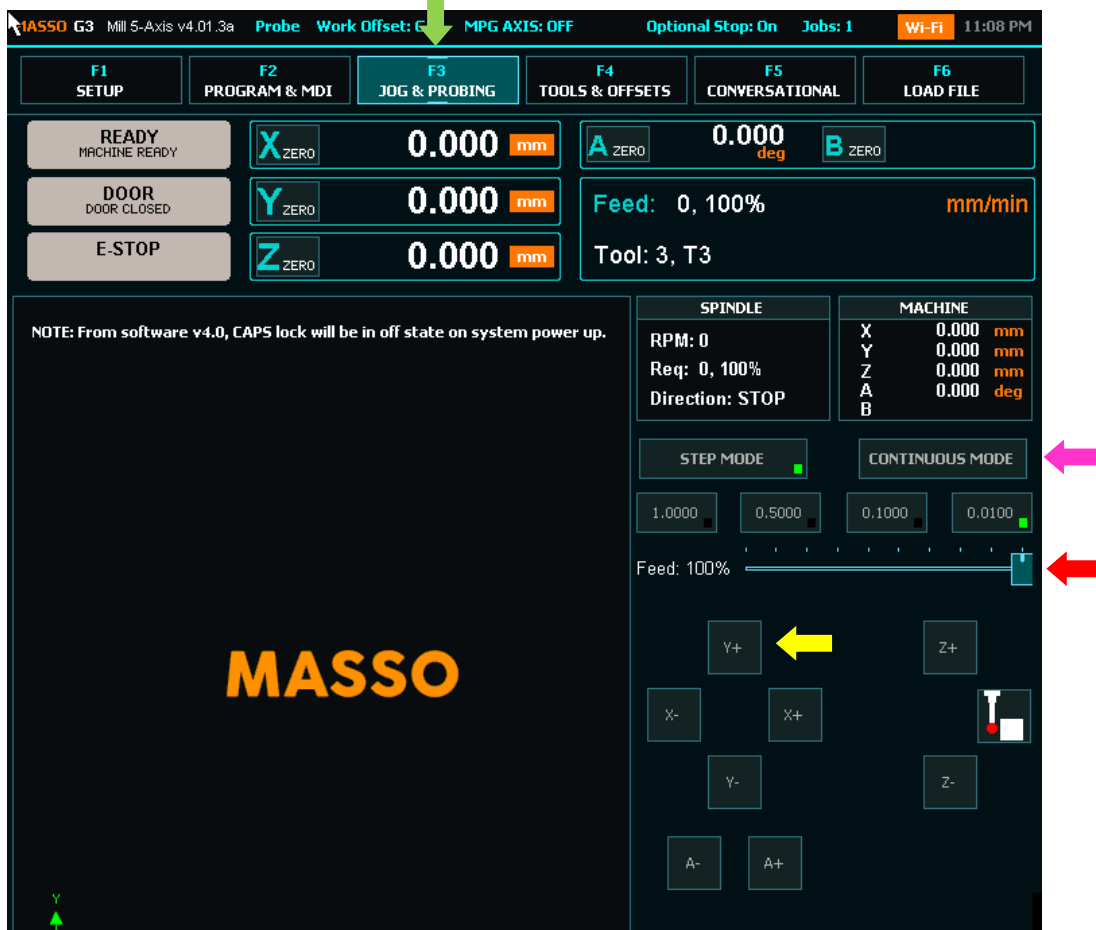 MASSO G3 Mill 5-Axis v4.01.3a Probe Work Offset: G MPG AXIS: OFF Optional Stop: On Jobs: 1 Wi-Fi 11:08 PM
F1 F2 F3 F4 F5 F6
SETUP PROGRAM & MDI JOG & PROBING TOOLS & OFFSETS CONVERSATIONAL LOAD FILE
READY
MACHINE READY
X ZERO 0.000 mm
A ZERO 0.000 deg B ZERO
DOOR
DOOR CLOSED
Y ZERO 0.000 mm
Feed: 0, 100% mm/min
E-STOP
Z ZERO 0.000 mm
Tool: 3, T3
NOTE: From software v4.0, CAPS lock will be in off state on system power up.
SPINDLE
RPM: 0
Req: 0, 100%
Direction: STOP
MACHINE
X 0.000 mm
Y 0.000 mm
Z 0.000 mm
A 0.000 deg
B
STEP MODE CONTINUOUS MODE
1.0000 0.5000 0.1000 0.0100
Feed: 100%
Y+ Z+
MASSO
X- X+
Y- Z-
A- A+
Y